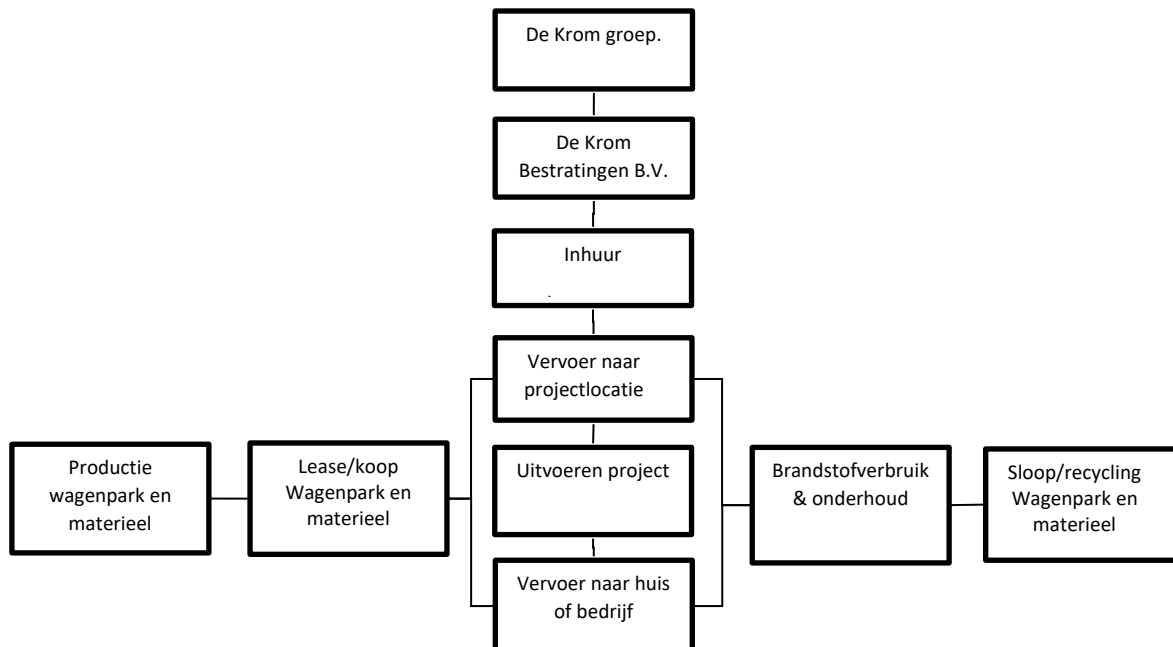 De Krom groep.
De Krom
Bestratingen B.V.
Inhuur
.
Vervoer naar
projectlocatie
Productie
wagenpark en
materieel
Lease/koop
Wagenpark en
materieel
Uitvoeren project
Brandstofverbruik
& onderhoud
Sloop/recycling
Wagenpark en
materieel
Vervoer naar huis
of bedrijf